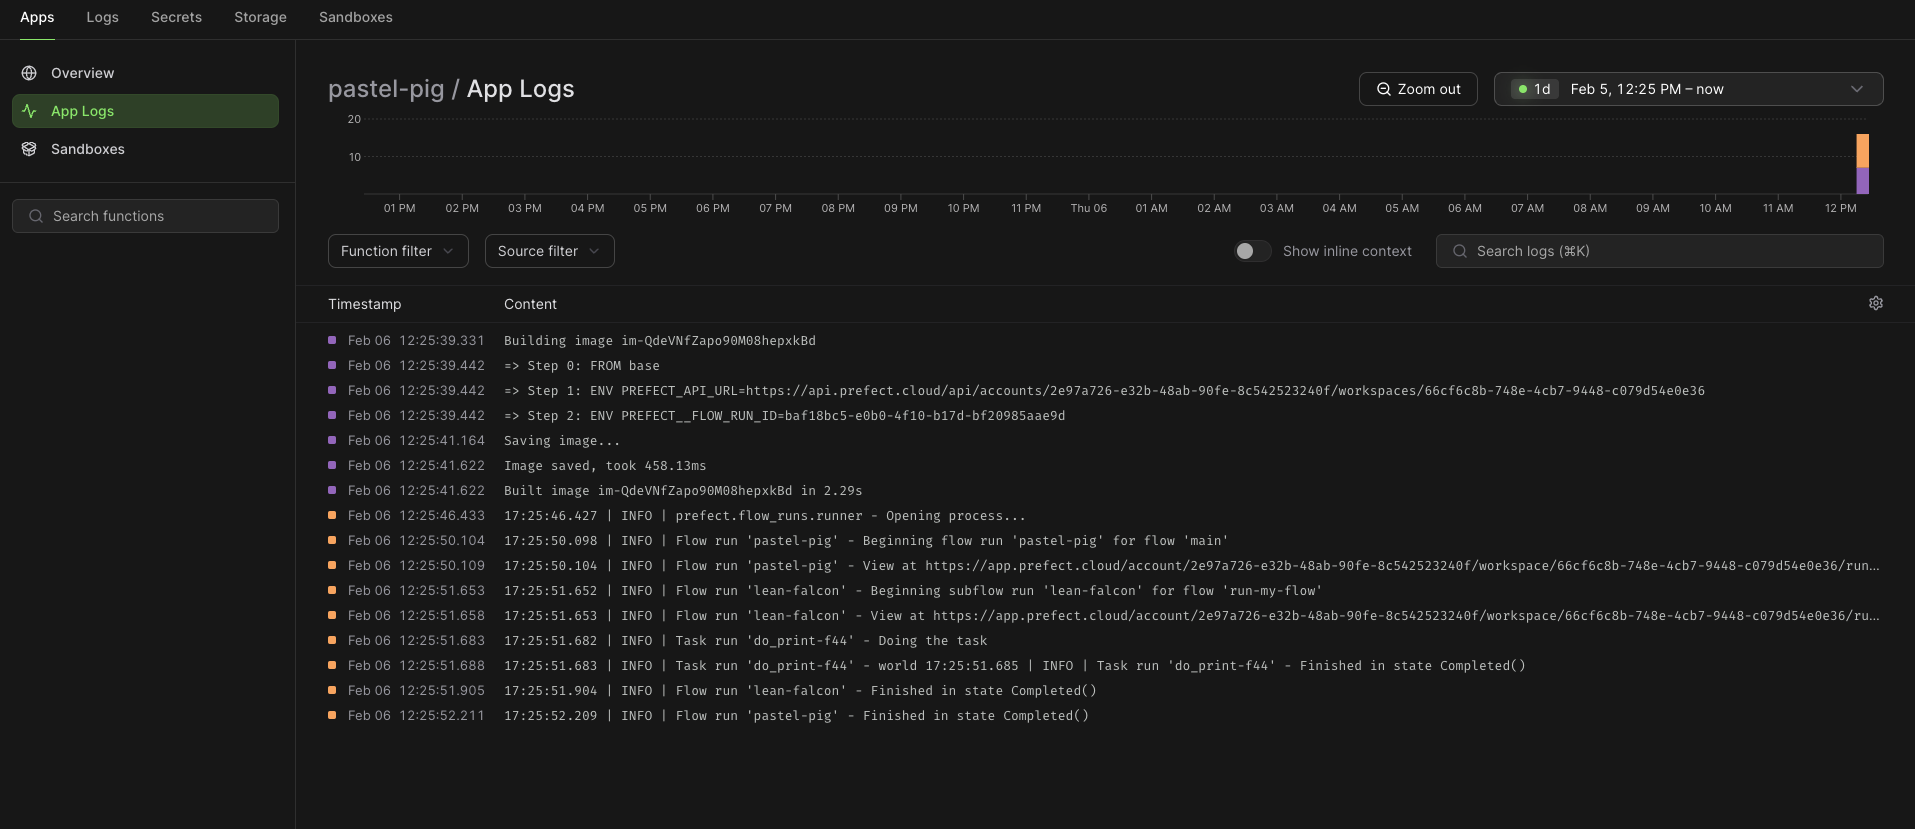 Apps Logs Secrets Storage Sandboxes
Overview
App Logs
Sandboxes
Search functions
pastel-pig / App Logs
Zoom out
1d Feb 5, 12:25 PM – now
20
10
01 PM 02 PM 03 PM 04 PM 05 PM 06 PM 07 PM 08 PM 09 PM 10 PM 11 PM Thu 06 01 AM 02 AM 03 AM 04 AM 05 AM 06 AM 07 AM 08 AM 09 AM 10 AM 11 AM 12 PM
Function filter Source filter Show inline context Search logs (⌘K)
Timestamp Content
Feb 06 12:25:39.331 Building image im-QdeVNfZapo90M08hepxkBd
Feb 06 12:25:39.442 => Step 0: FROM base
Feb 06 12:25:39.442 => Step 1: ENV PREFECT_API_URL=https://api.prefect.cloud/api/accounts/2e97a726-e32b-48ab-90fe-8c542523240f/workspaces/66cf6c8b-748e-4cb7-9448-c079d54e0e36
Feb 06 12:25:39.442 => Step 2: ENV PREFECT__FLOW_RUN_ID=baf18bc5-e0b0-4f10-b17d-bf20985aae9d
Feb 06 12:25:41.164 Saving image...
Feb 06 12:25:41.622 Image saved, took 458.13ms
Feb 06 12:25:41.622 Built image im-QdeVNfZapo90M08hepxkBd in 2.29s
Feb 06 12:25:46.433 17:25:46.427 | INFO | prefect.flow_runs.runner - Opening process...
Feb 06 12:25:50.104 17:25:50.098 | INFO | Flow run 'pastel-pig' - Beginning flow run 'pastel-pig' for flow 'main'
Feb 06 12:25:50.109 17:25:50.104 | INFO | Flow run 'pastel-pig' - View at https://app.prefect.cloud/account/2e97a726-e32b-48ab-90fe-8c542523240f/workspace/66cf6c8b-748e-4cb7-9448-c079d54e0e36/run…
Feb 06 12:25:51.653 17:25:51.652 | INFO | Flow run 'lean-falcon' - Beginning subflow run 'lean-falcon' for flow 'run-my-flow'
Feb 06 12:25:51.658 17:25:51.653 | INFO | Flow run 'lean-falcon' - View at https://app.prefect.cloud/account/2e97a726-e32b-48ab-90fe-8c542523240f/workspace/66cf6c8b-748e-4cb7-9448-c079d54e0e36/ru…
Feb 06 12:25:51.683 17:25:51.682 | INFO | Task run 'do_print-f44' - Doing the task
Feb 06 12:25:51.688 17:25:51.683 | INFO | Task run 'do_print-f44' - world 17:25:51.685 | INFO | Task run 'do_print-f44' - Finished in state Completed()
Feb 06 12:25:51.905 17:25:51.904 | INFO | Flow run 'lean-falcon' - Finished in state Completed()
Feb 06 12:25:52.211 17:25:52.209 | INFO | Flow run 'pastel-pig' - Finished in state Completed()